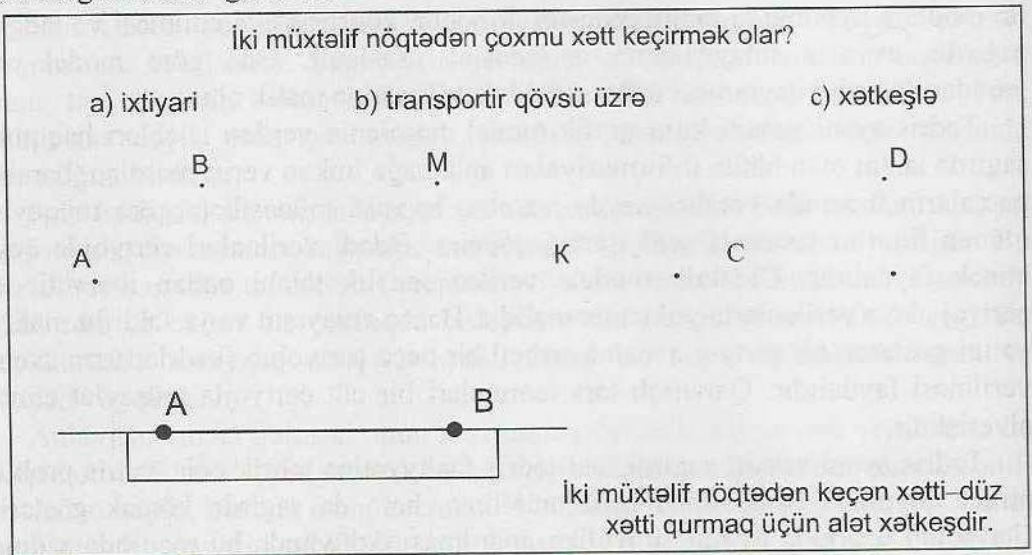 İki müxtəlif nöqtədən çoxmu xətt keçirmək olar?
a) ixtiyari b) transportir qövsü üzrə c) xətkeşlə
B M D
A K C
A B
İki müxtəlif nöqtədən keçən xətti–düz
xətti qurmaq üçün alət xətkeşdir.